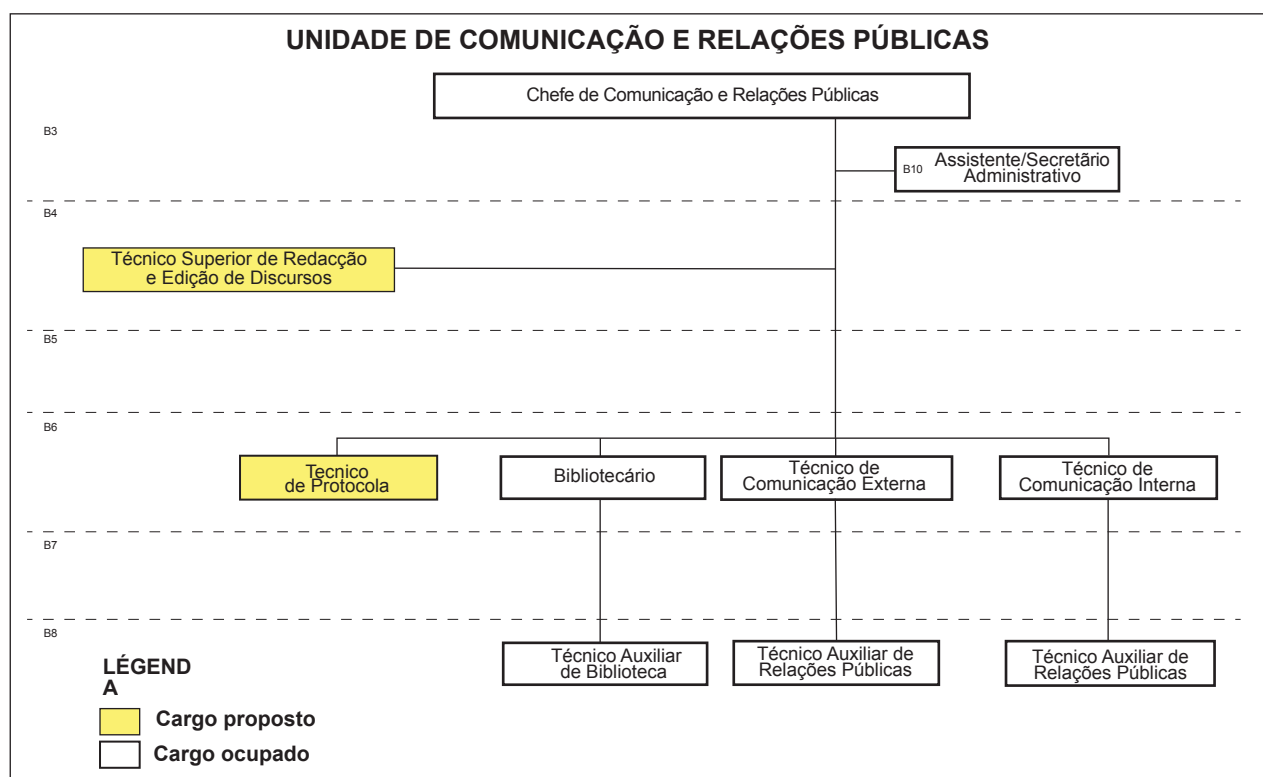 UNIDADE DE COMUNICAÇÃO E RELAÇÕES PÚBLICAS
Chefe de Comunicação e Relações Públicas
B3
B10 Assistente/Secretãrio
Administrativo
B4
Técnico Superior de Redacção
e Edição de Discursos
B5
B6
Tecnico
de Protocola
Bibliotecário
Técnico de
Comunicação Externa
Técnico de
Comunicação Interna
B7
B8
Técnico Auxiliar
de Biblioteca
Técnico Auxiliar de
Relações Públicas
Técnico Auxiliar de
Relações Públicas
LÉGEND
A
Cargo proposto
Cargo ocupado